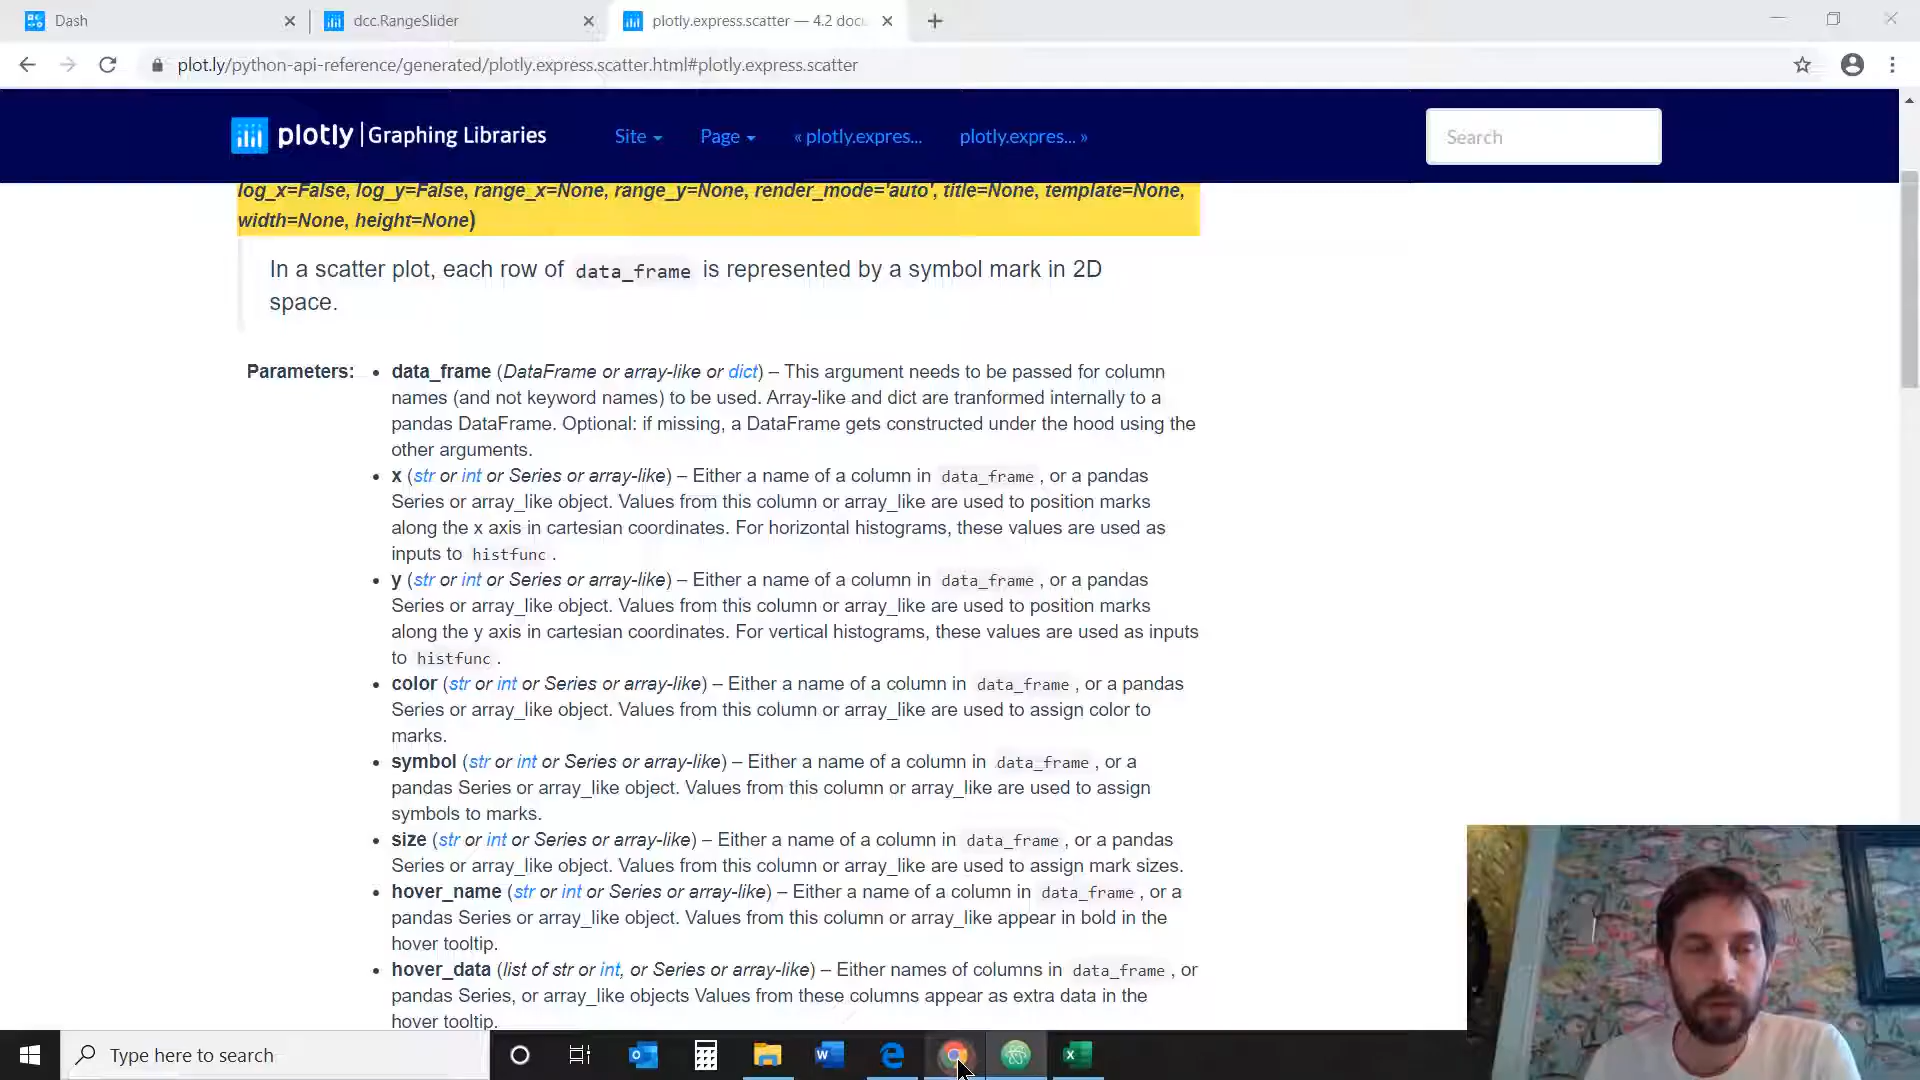 Dash
dcc.RangeSlider
plotly.express.scatter — 4.2 doc
plot.ly/python-api-reference/generated/plotly.express.scatter.html#plotly.express.scatter
plotly | Graphing Libraries
Site
Page
« plotly.expres...
plotly.expres... »
Search
log_x=False, log_y=False, range_x=None, range_y=None, render_mode='auto', title=None, template=None,
width=None, height=None)
In a scatter plot, each row of data_frame is represented by a symbol mark in 2D
space.
Parameters:
• data_frame (DataFrame or array-like or dict) – This argument needs to be passed for column
names (and not keyword names) to be used. Array-like and dict are tranformed internally to a
pandas DataFrame. Optional: if missing, a DataFrame gets constructed under the hood using the
other arguments.
• x (str or int or Series or array-like) – Either a name of a column in data_frame , or a pandas
Series or array_like object. Values from this column or array_like are used to position marks
along the x axis in cartesian coordinates. For horizontal histograms, these values are used as
inputs to histfunc .
• y (str or int or Series or array-like) – Either a name of a column in data_frame , or a pandas
Series or array_like object. Values from this column or array_like are used to position marks
along the y axis in cartesian coordinates. For vertical histograms, these values are used as inputs
to histfunc .
• color (str or int or Series or array-like) – Either a name of a column in data_frame , or a pandas
Series or array_like object. Values from this column or array_like are used to assign color to
marks.
• symbol (str or int or Series or array-like) – Either a name of a column in data_frame , or a
pandas Series or array_like object. Values from this column or array_like are used to assign
symbols to marks.
• size (str or int or Series or array-like) – Either a name of a column in data_frame , or a pandas
Series or array_like object. Values from this column or array_like are used to assign mark sizes.
• hover_name (str or int or Series or array-like) – Either a name of a column in data_frame , or a
pandas Series or array_like object. Values from this column or array_like appear in bold in the
hover tooltip.
• hover_data (list of str or int, or Series or array-like) – Either names of columns in data_frame , or
pandas Series, or array_like objects Values from these columns appear as extra data in the
hover tooltip.
Type here to search